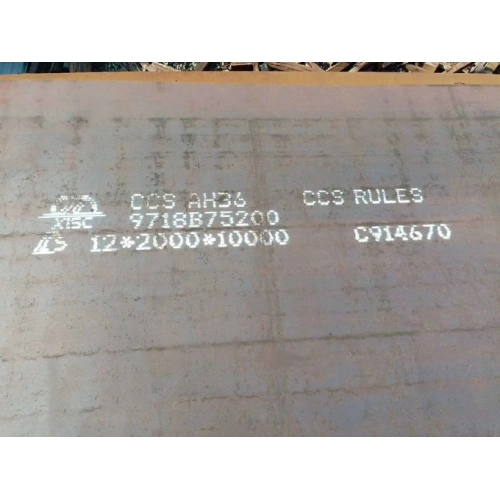 CCS AH36 CCS RULES
XISC 9718B75200
12*2000*10000 C914670